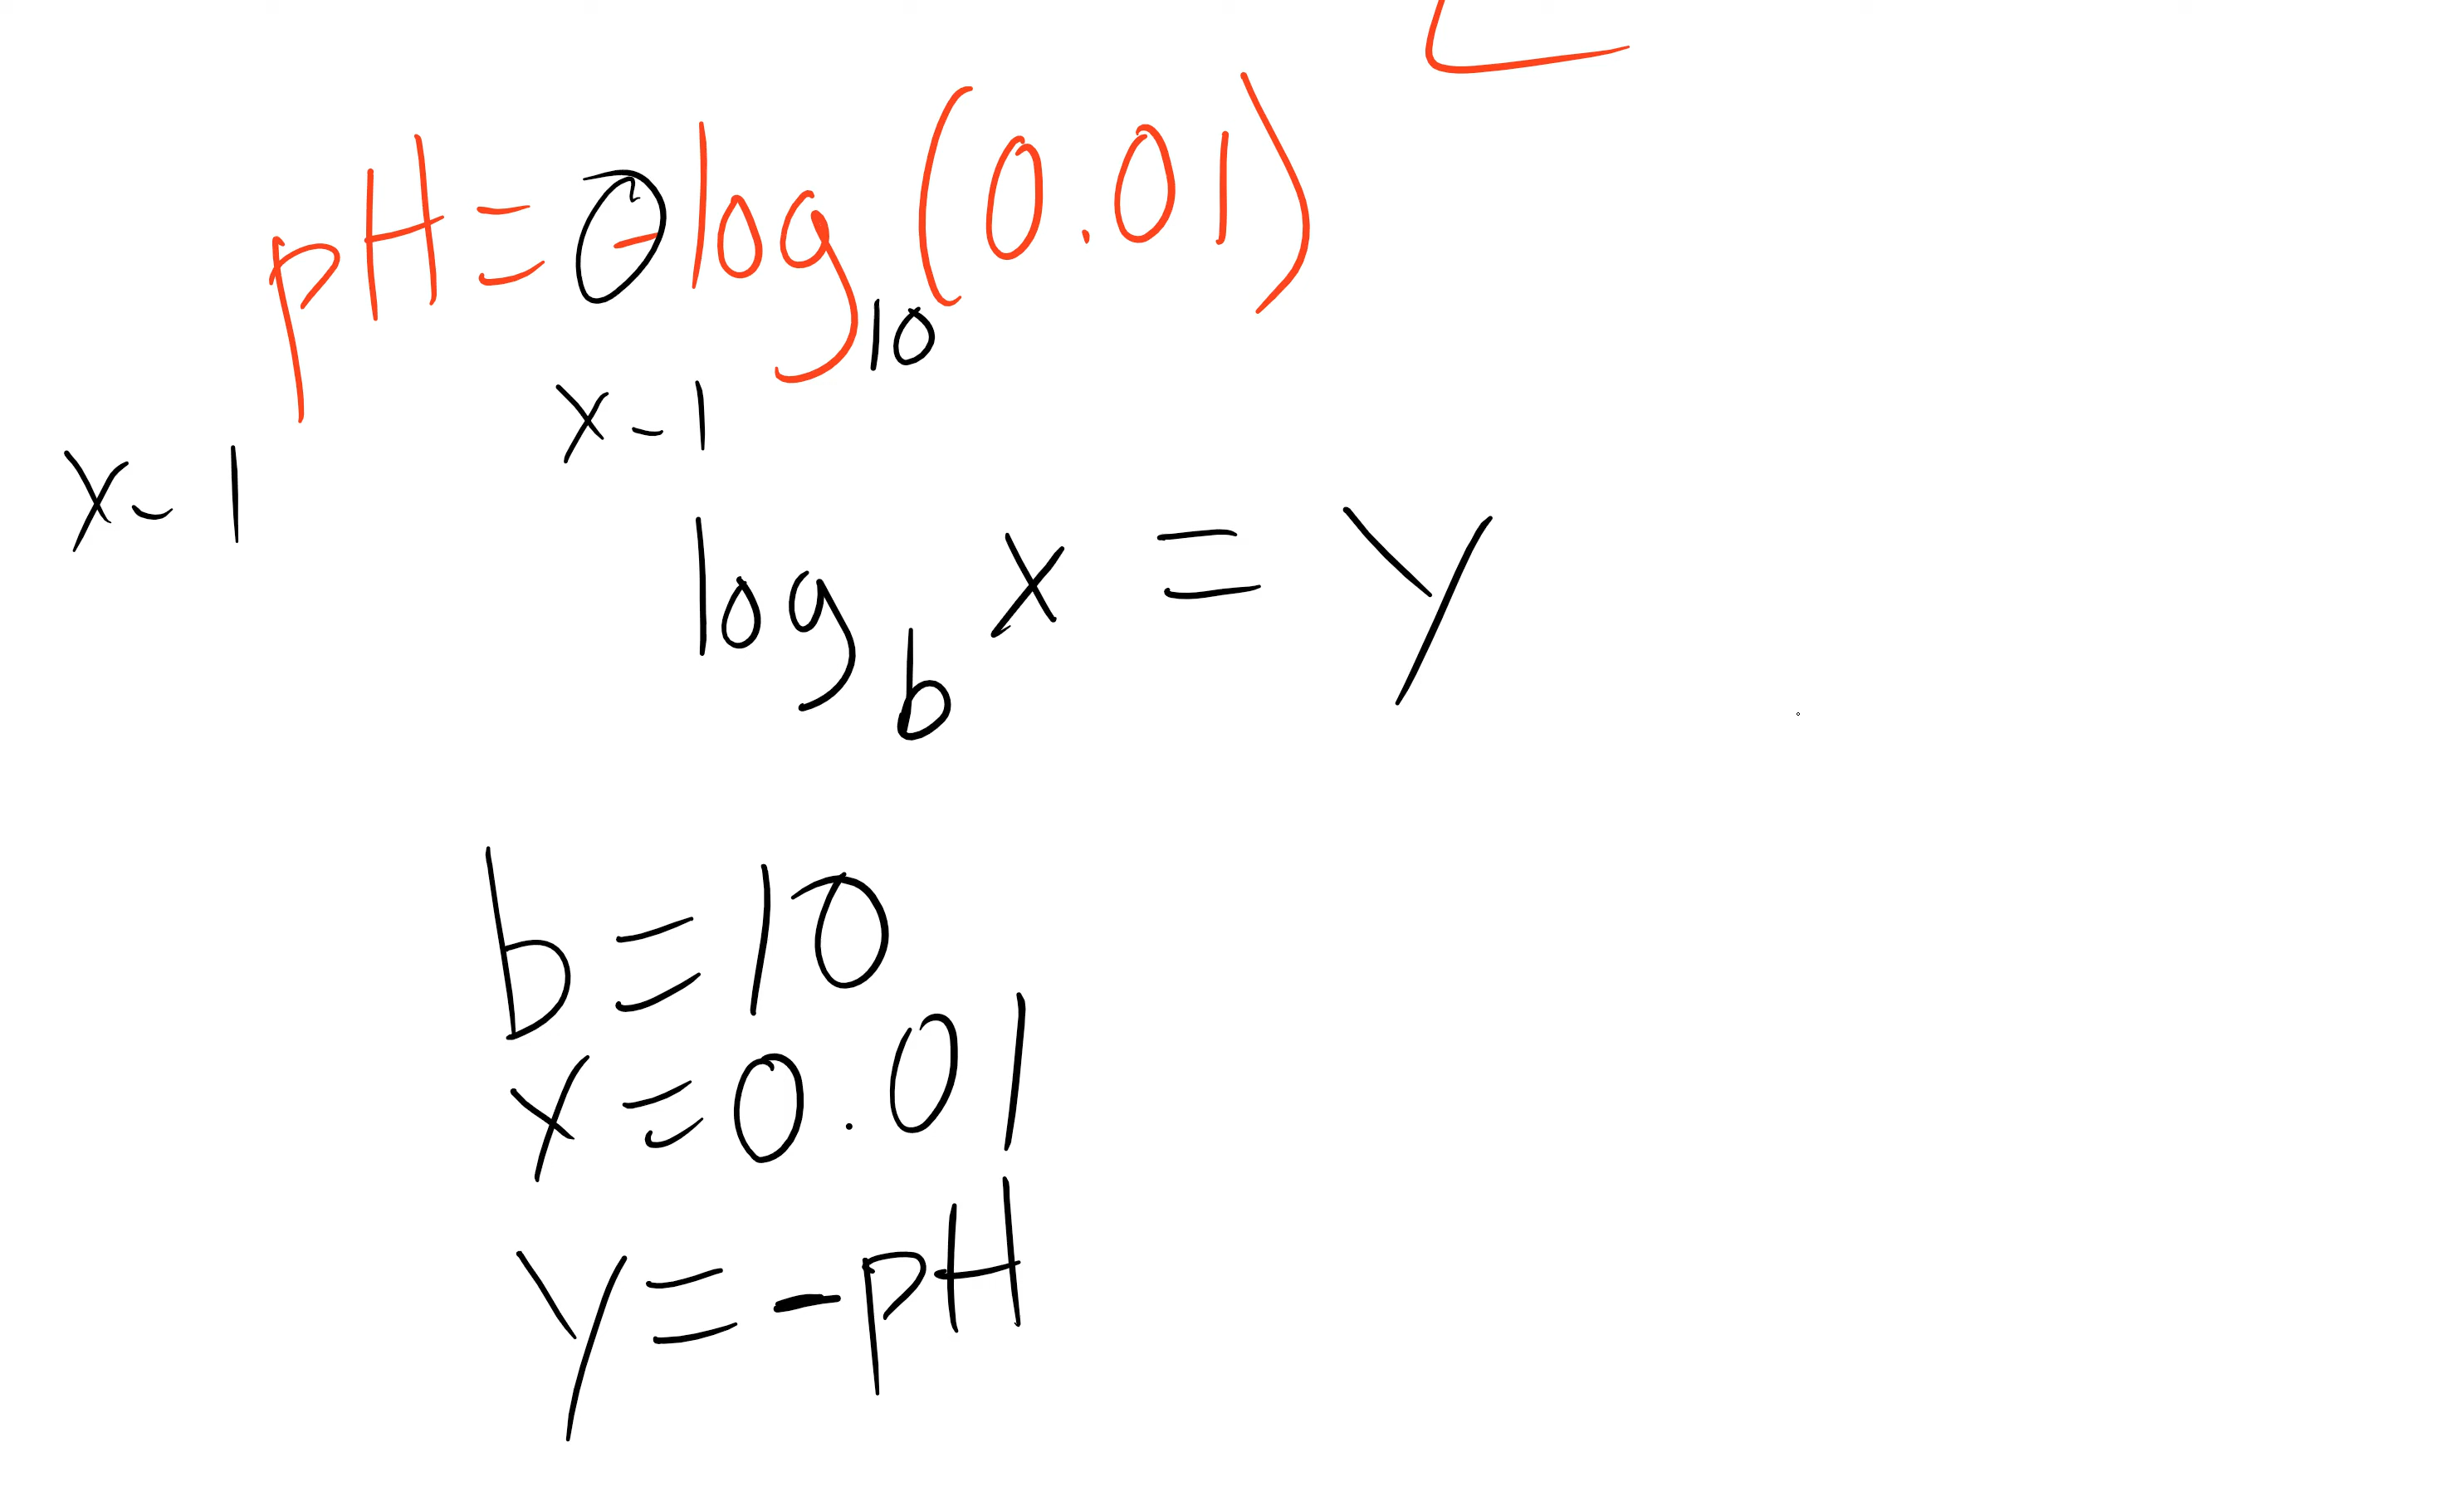 pH = -log₁₀(0.01)
x-1 x-1
log_b x = y
b = 10
x = 0.01
y = -pH